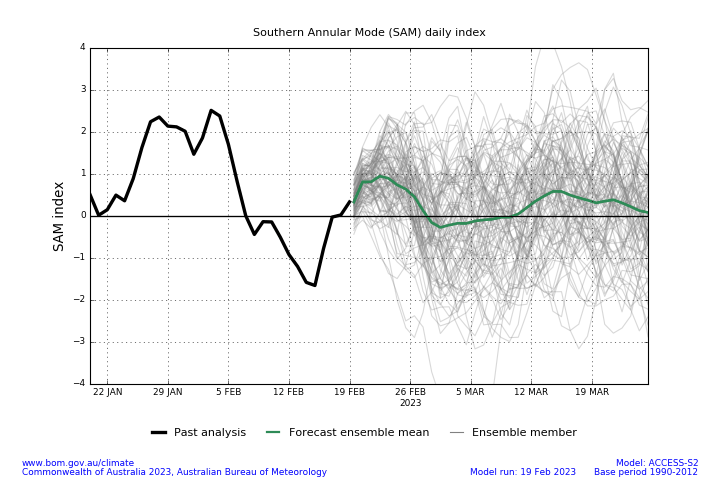 Southern Annular Mode (SAM) daily index
4
3
2
1
0
−1
−2
−3
−4
SAM index
22 JAN 29 JAN 5 FEB 12 FEB 19 FEB 26 FEB 5 MAR 12 MAR 19 MAR
2023
Past analysis Forecast ensemble mean Ensemble member
www.bom.gov.au/climate Model: ACCESS-S2
Commonwealth of Australia 2023, Australian Bureau of Meteorology Model run: 19 Feb 2023 Base period 1990-2012